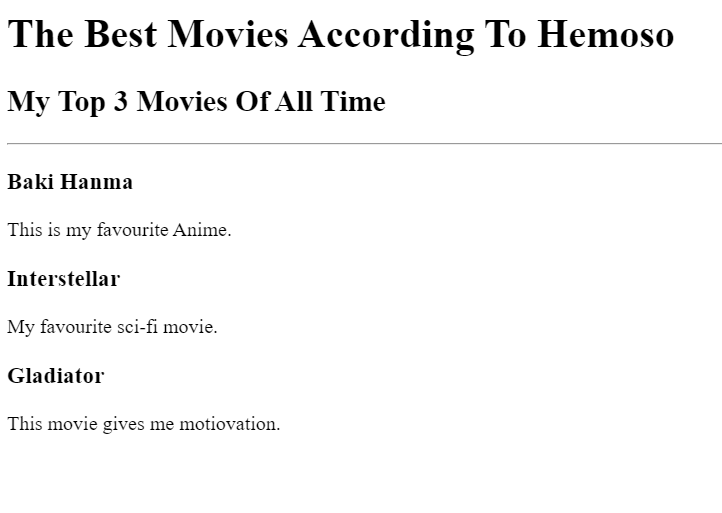 The Best Movies According To Hemoso
My Top 3 Movies Of All Time
Baki Hanma
This is my favourite Anime.
Interstellar
My favourite sci-fi movie.
Gladiator
This movie gives me motiovation.